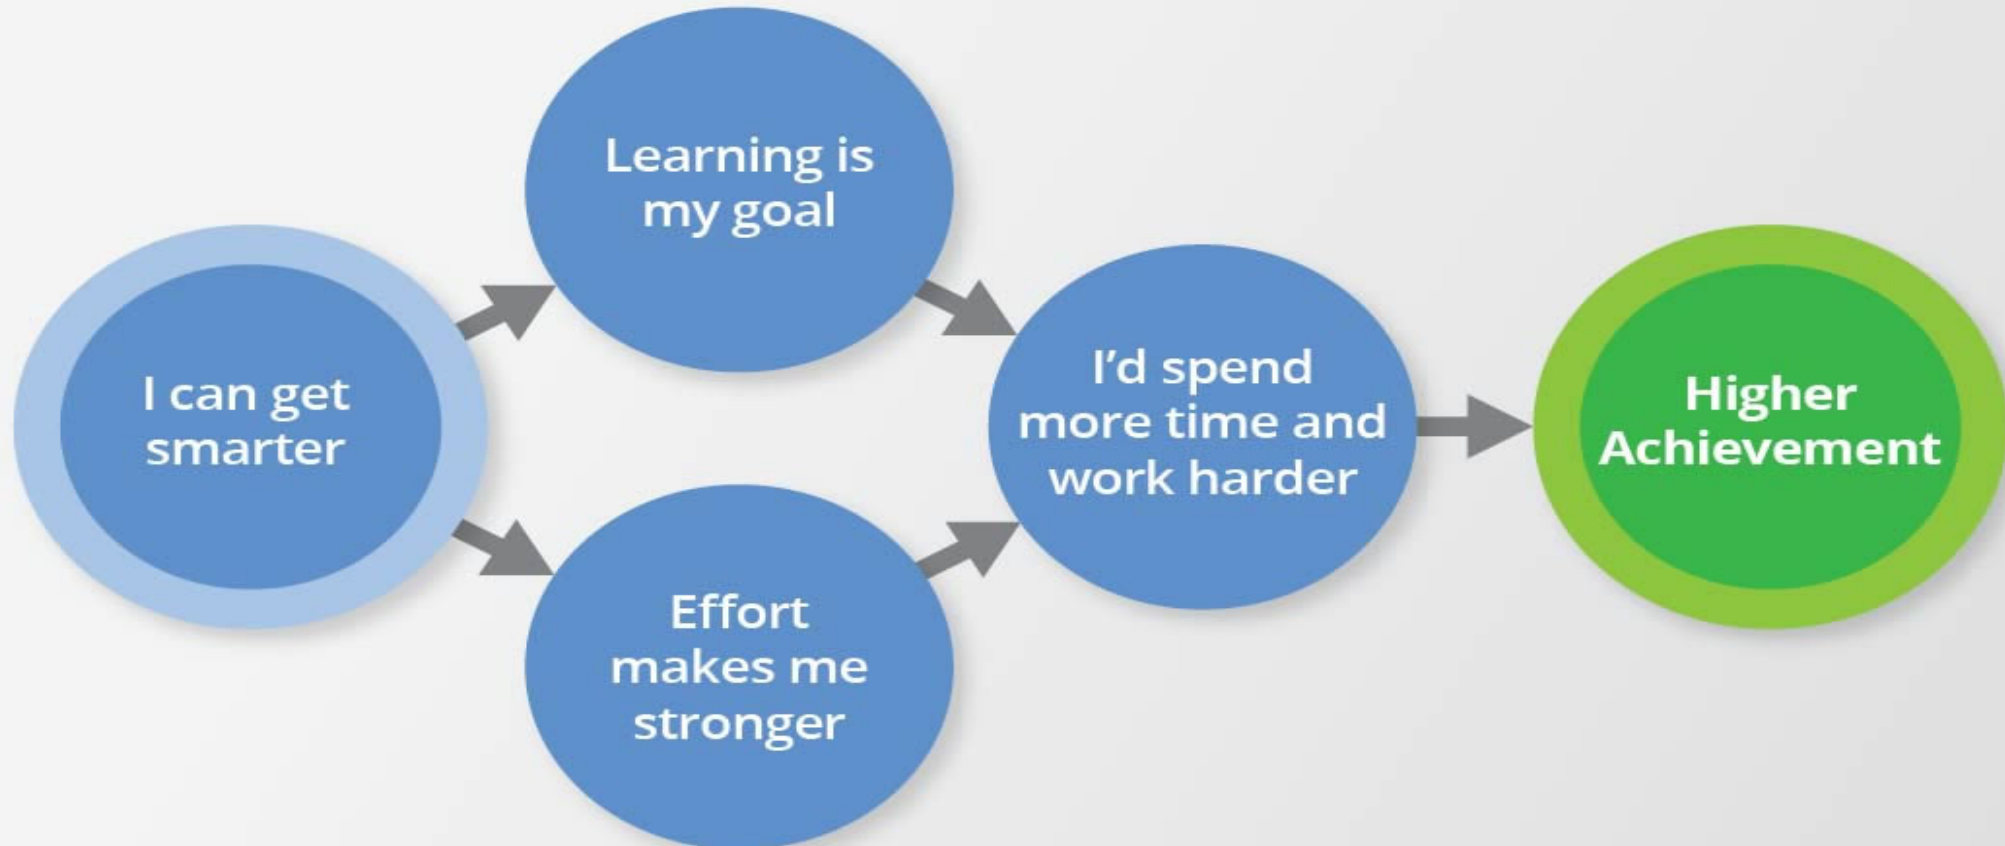 I can get
smarter
Learning is
my goal
Effort
makes me
stronger
I’d spend
more time and
work harder
Higher
Achievement